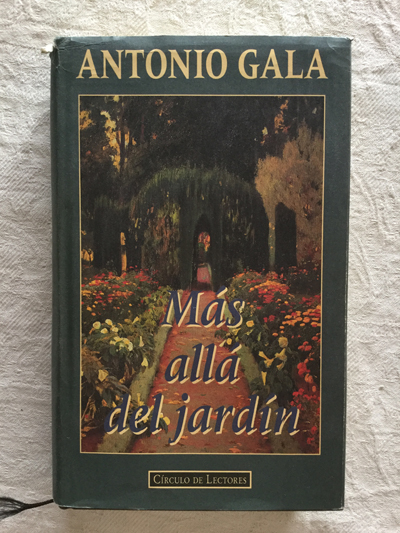 ANTONIO GALA
Más
allá
del jardín
CÍRCULO DE LECTORES